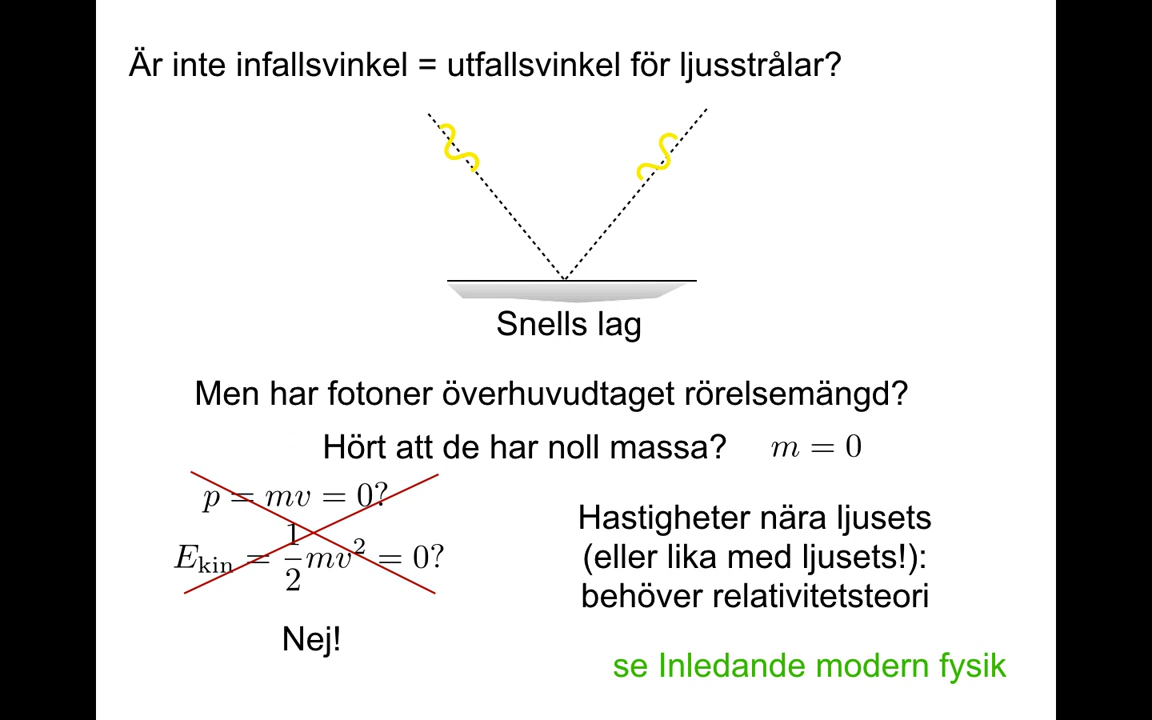 Är inte infallsvinkel = utfallsvinkel för ljusstrålar?
Snells lag
Men har fotoner överhuvudtaget rörelsemängd?
Hört att de har noll massa? m = 0
p = mv = 0?
E_kin = 1/2 mv² = 0?
Nej!
Hastigheter nära ljusets
(eller lika med ljusets!):
behöver relativitetsteori
se Inledande modern fysik